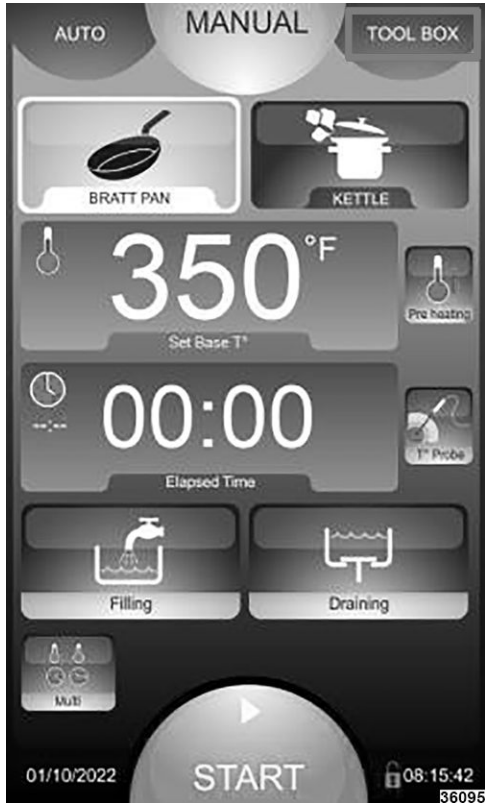 AUTO
MANUAL
TOOL BOX
BRATT PAN
KETTLE
350°F
Set Base T°
Pre heating
--:--
00:00
Elapsed Time
T° Probe
Filling
Draining
Multi
START
01/10/2022
08:15:42
36095